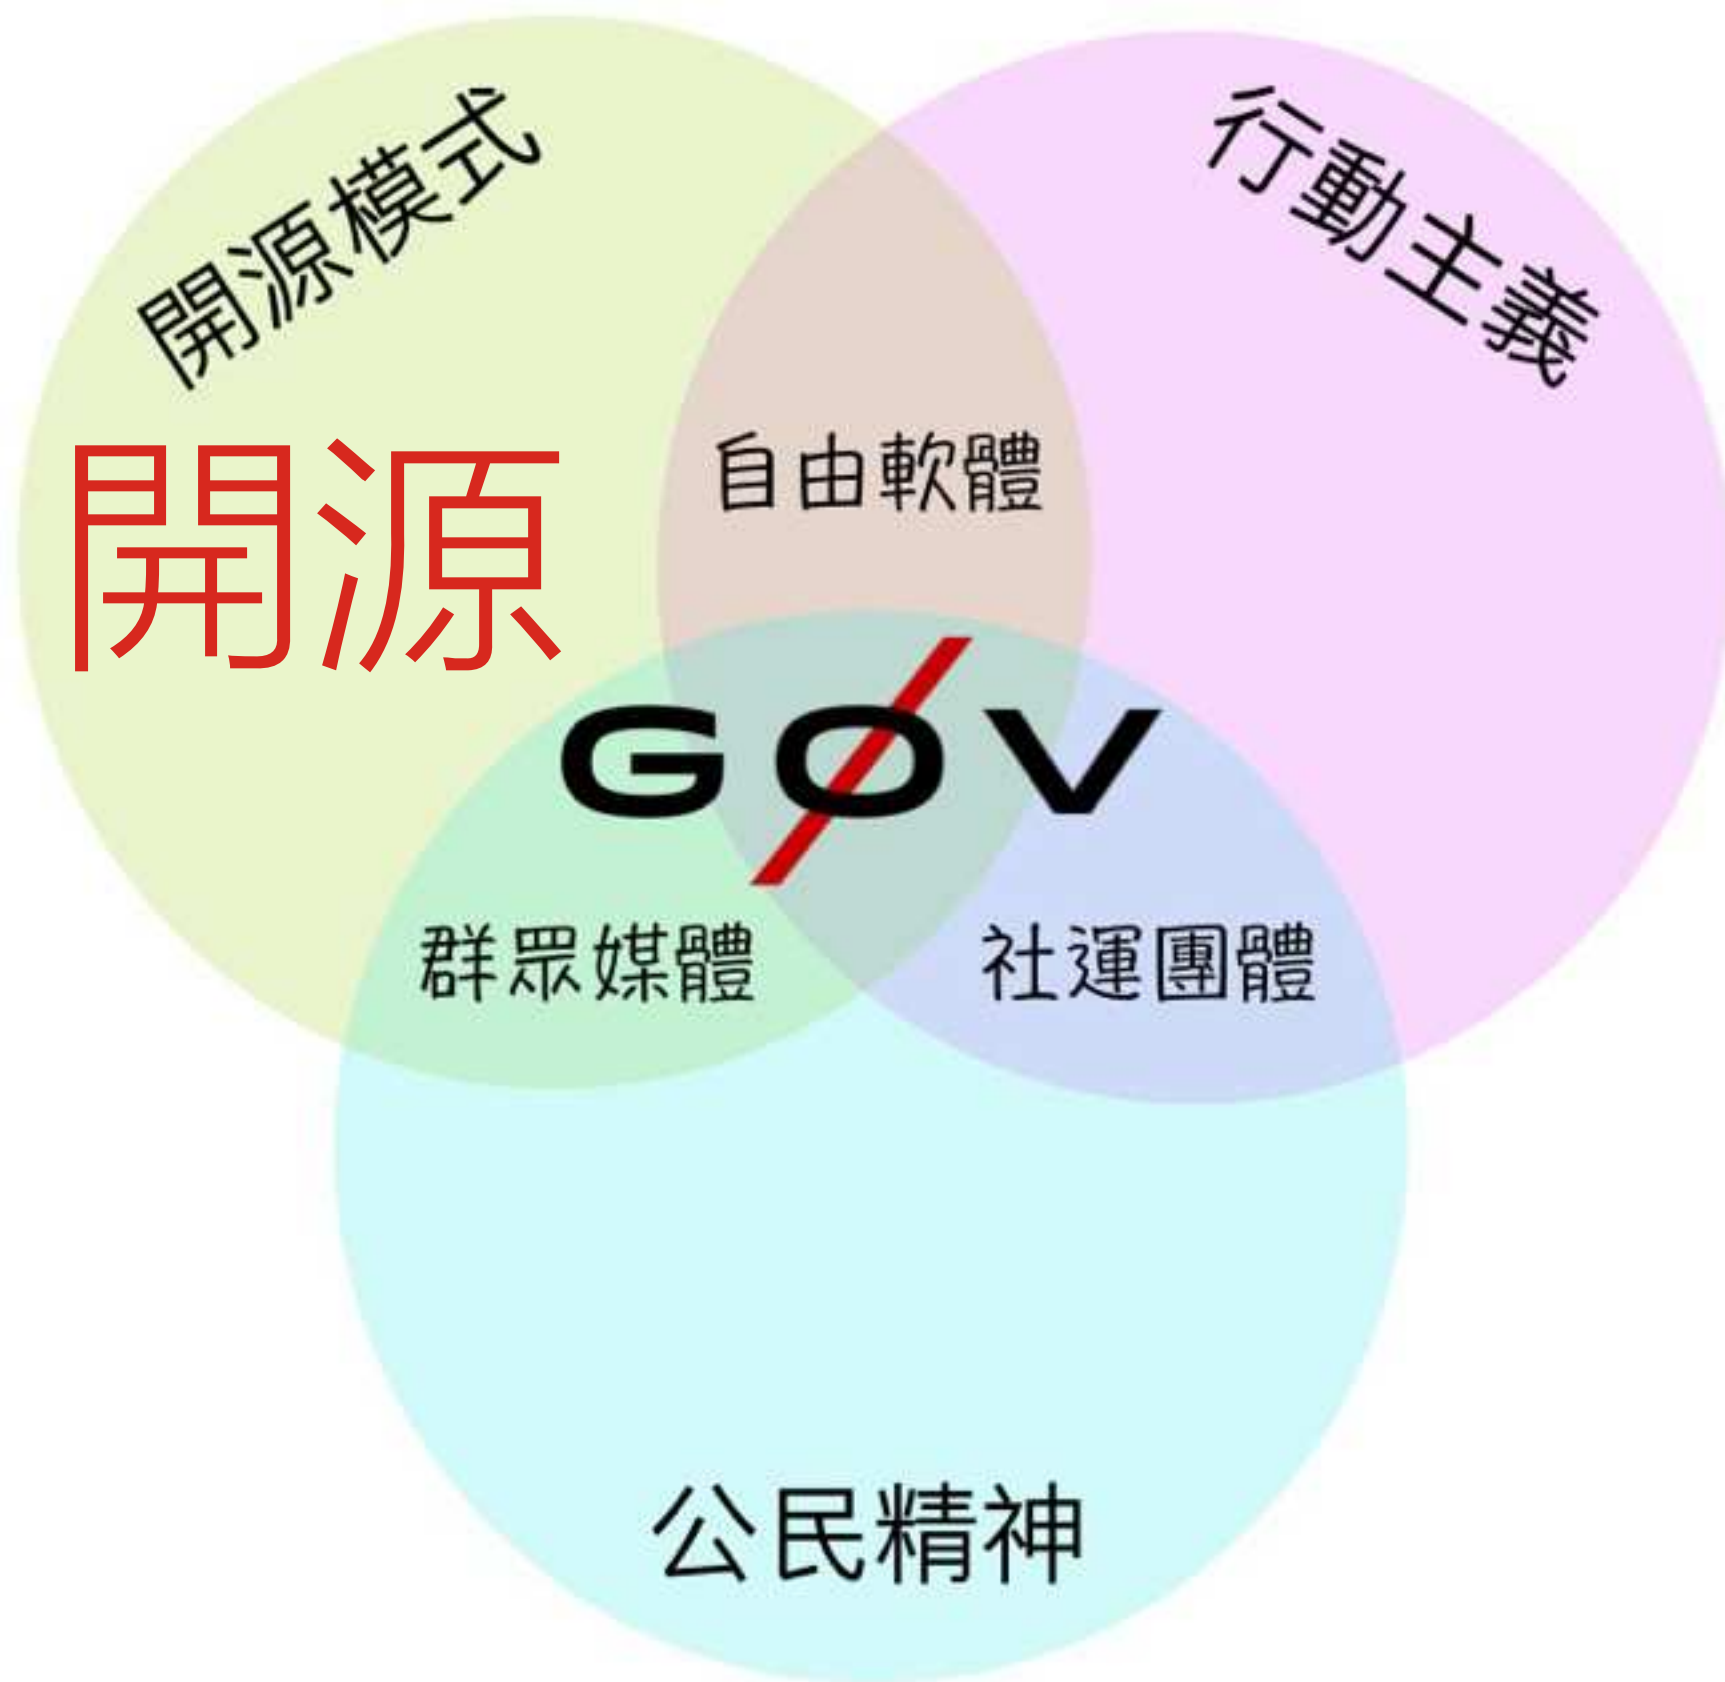 開源模式
行動主義
開源
自由軟體
GØV
群眾媒體
社運團體
公民精神